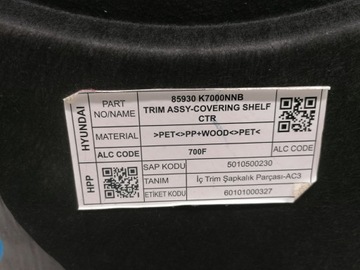 HYUNDAI
PART NO/NAME
85930 K7000NNB
TRIM ASSY-COVERING SHELF CTR
MATERIAL
>PET<>PP+WOOD<>PET<
ALC CODE
700F
ALC CODE
HPP
SAP KODU
5010500230
TANIM
İç Trim Şapkalık Parçası-AC3
ETİKET KODU
60101000327